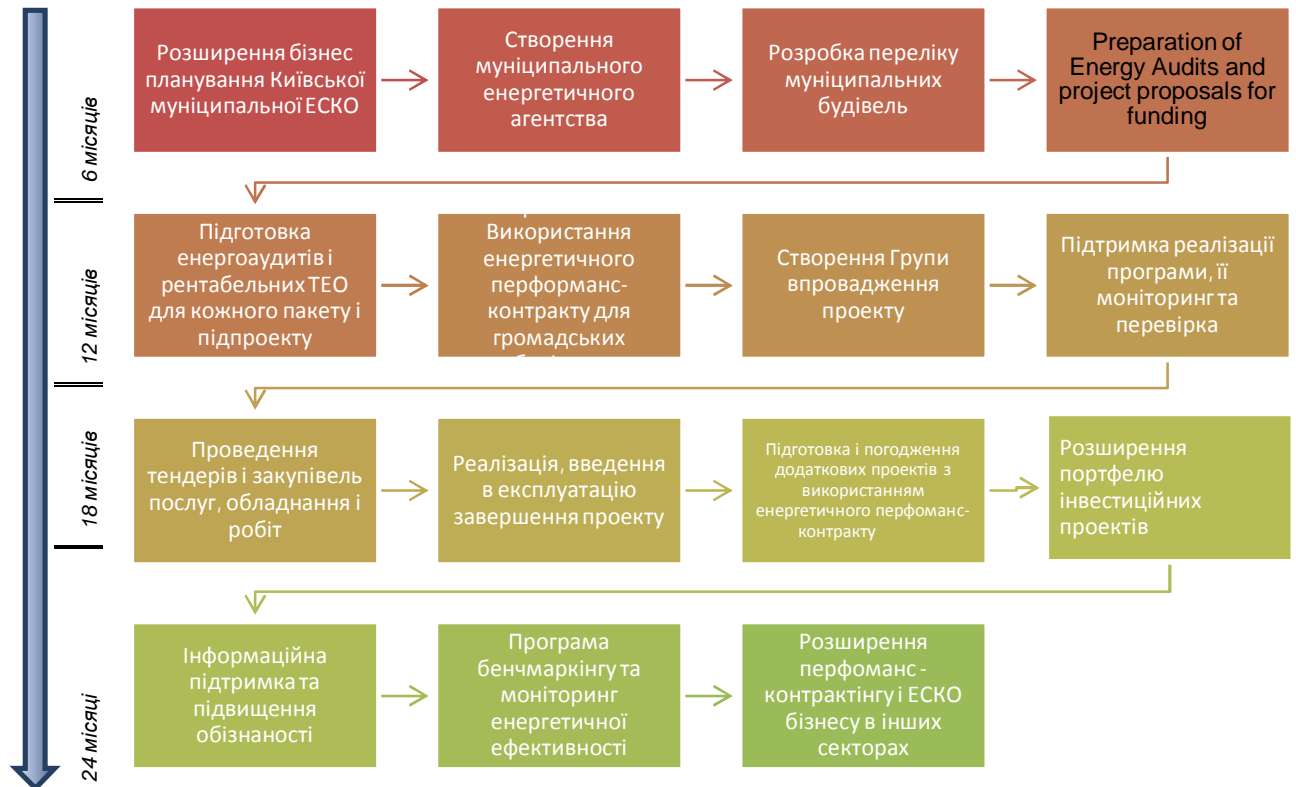 6 місяців
Розширення бізнес
планування Київської
муніципальної ЕСКО
Створення
муніципального
енергетичного
агентства
Розробка переліку
муніципальних
будівель
Preparation of
Energy Audits and
project proposals for
funding
12 місяців
Підготовка
енергоаудитів і
рентабельних ТЕО
для кожного пакету і
підпроекту
Використання
енергетичного
перформанс-
контракту для
громадських
Створення Групи
впровадження
проекту
Підтримка реалізації
програми, її
моніторинг та
перевірка
18 місяців
Проведення
тендерів і закупівель
послуг, обладнання і
робіт
Реалізація, введення
в експлуатацію
завершення проекту
Підготовка і погодження
додаткових проектів з
використанням
енергетичного перфоманс-
контракту
Розширення
портфелю
інвестиційних
проектів
24 місяці
Інформаційна
підтримка та
підвищення
обізнаності
Програма
бенчмаркінгу та
моніторинг
енергетичної
ефективності
Розширення
перфоманс -
контрактінгу і ЕСКО
бізнесу в інших
секторах